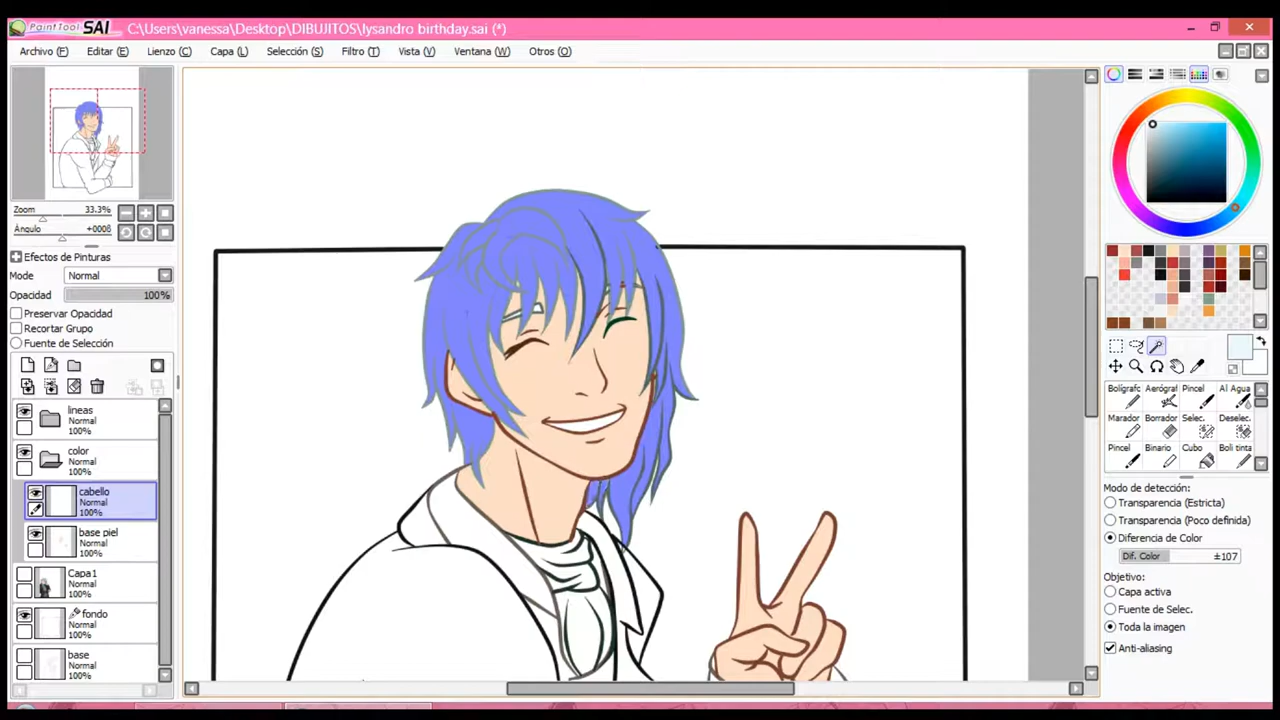 PaintTool SAI C:\Users\vanessa\Desktop\DIBUJITOS\lysandro birthday.sai (*)
Archivo (F) Editar (E) Lienzo (C) Capa (L) Selección (S) Filtro (T) Vista (V) Ventana (W) Otros (O)
Zoom 33.3%
Ángulo +0008
Efectos de Pinturas
Mode Normal
Opacidad 100%
Preservar Opacidad
Recortar Grupo
Fuente de Selección
lineas
Normal
100%
color
Normal
100%
cabello
Normal
100%
base piel
Normal
100%
Capa1
Normal
100%
fondo
Normal
100%
base
Normal
100%
Bolígrafo Aerógrafo Pincel Al Agua
Marador Borrador Selec. Deselec.
Pincel Binario Cubo Boli tinta
Modo de detección:
Transparencia (Estricta)
Transparencia (Poco definida)
Diferencia de Color
Dif. Color ±107
Objetivo:
Capa activa
Fuente de Selec.
Toda la imagen
Anti-aliasing